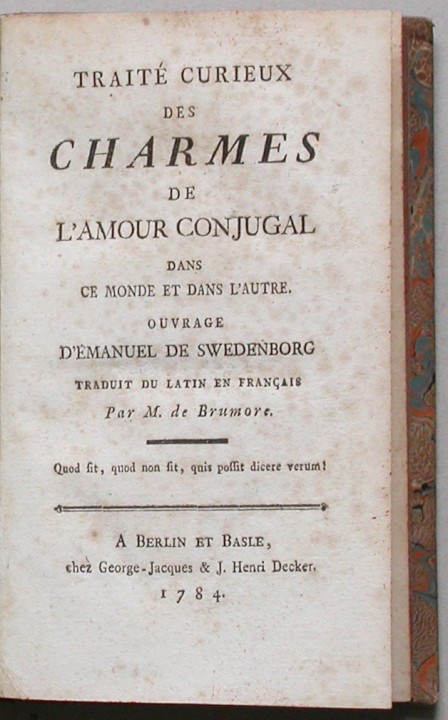 TRAITÉ CURIEUX
DES
CHARMES
DE
L'AMOUR CONJUGAL
DANS
CE MONDE ET DANS L'AUTRE.
OUVRAGE
D'ÉMANUEL DE SWEDENBORG
TRADUIT DU LATIN EN FRANÇAIS
Par M. de Brumore.
Quod ſit, quod non ſit, quis poſſit dicere verum!
A BERLIN ET BASLE,
chez George-Jacques & J. Henri Decker.
1784.